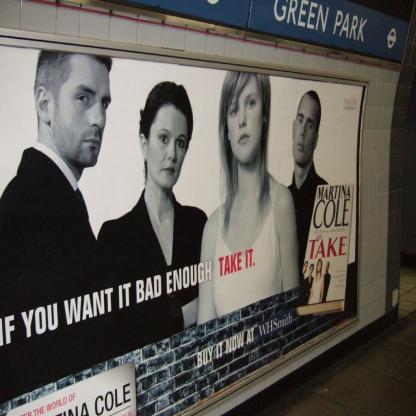 GREEN PARK
MARTINA
COLE
THE
TAKE
IF YOU WANT IT BAD ENOUGH TAKE IT.
BUY IT NOW AT WHSmith
THE WORLD OF
COLE